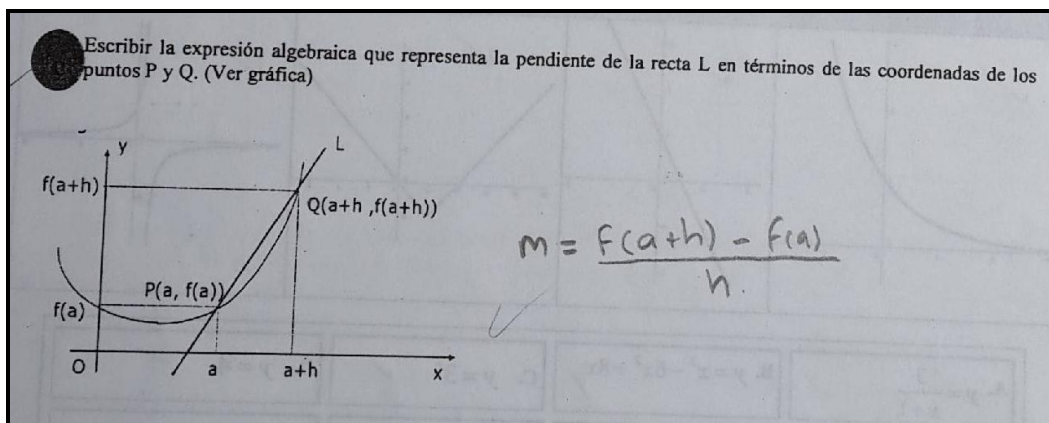 Escribir la expresión algebraica que representa la pendiente de la recta L en términos de las coordenadas de los
puntos P y Q. (Ver gráfica)
y
L
f(a+h)
Q(a+h ,f(a+h))
m = f(a+h) - f(a)
h.
P(a, f(a))
f(a)
O
a
a+h
x